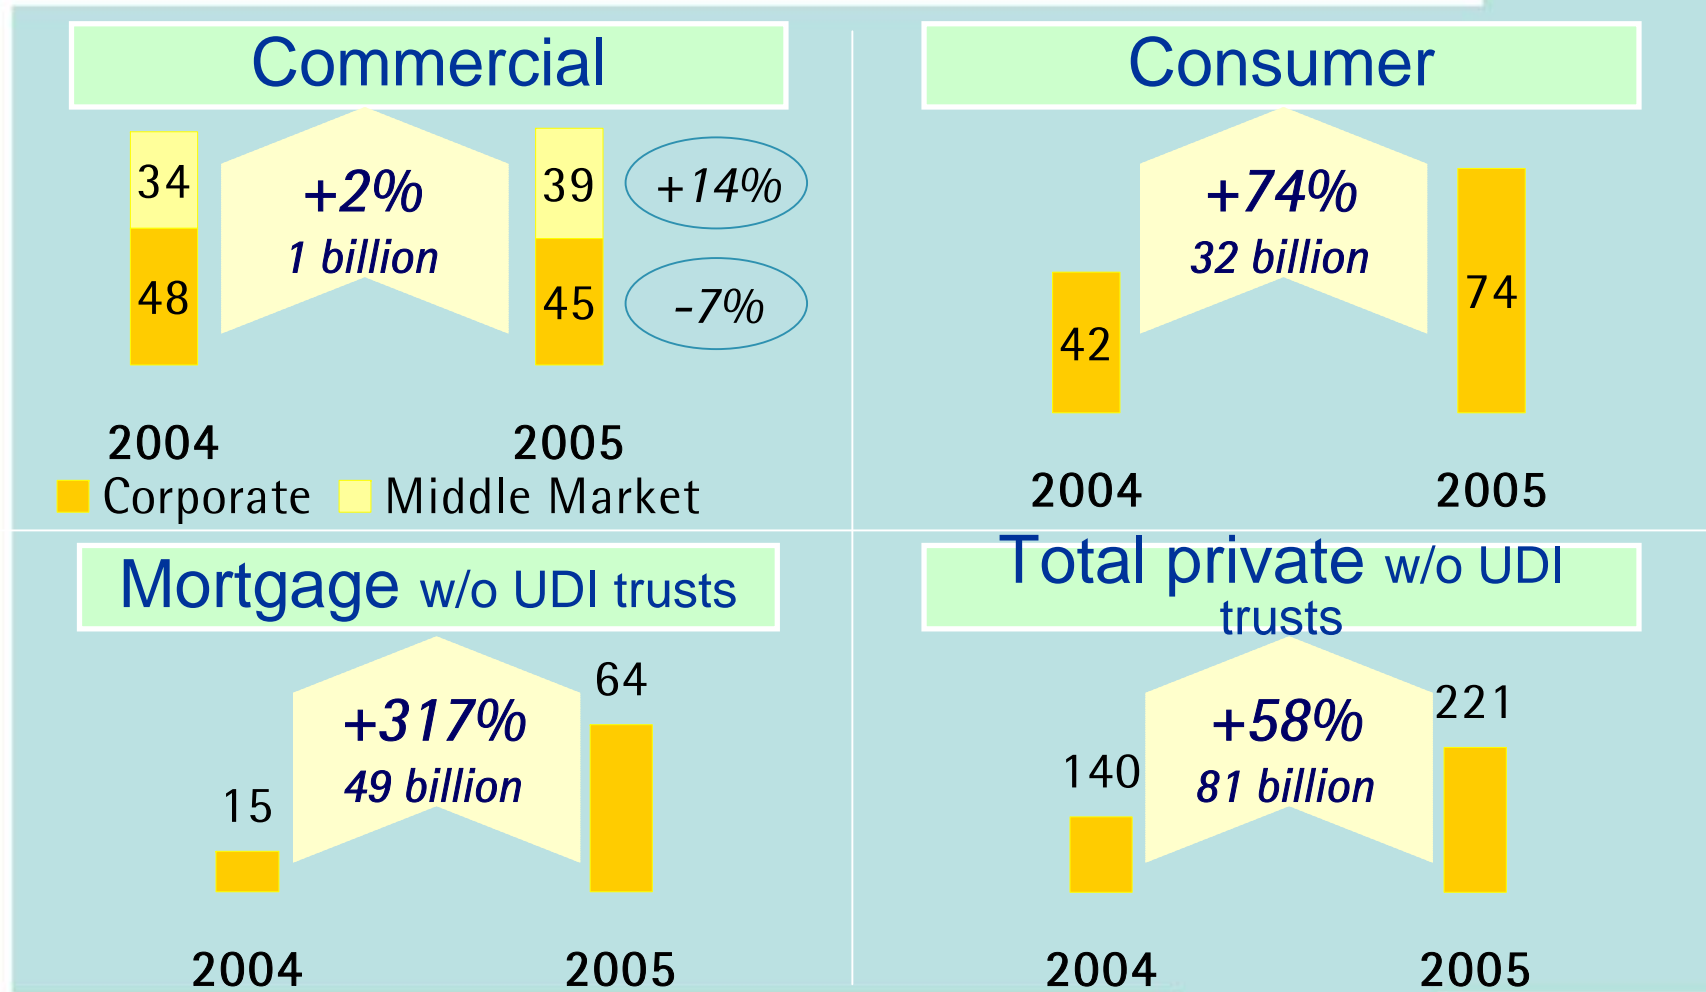 Commercial
34
48
+2%
1 billion
39
45
+14%
-7%
2004
2005
Corporate
Middle Market
Consumer
42
+74%
32 billion
74
2004
2005
Mortgage w/o UDI trusts
15
+317%
49 billion
64
2004
2005
Total private w/o UDI
trusts
140
+58%
81 billion
221
2004
2005